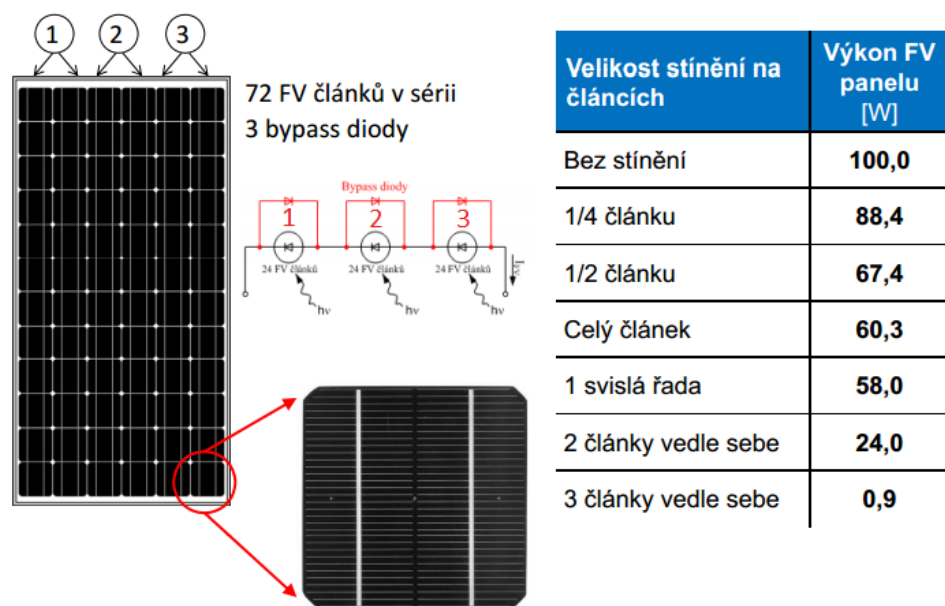 1 2 3
72 FV článků v sérii
3 bypass diody
Bypass diody
1 2 3
24 FV článků 24 FV článků 24 FV článků
hν hν hν
Velikost stínění na
článcích
Výkon FV
panelu
[W]
Bez stínění 100,0
1/4 článku 88,4
1/2 článku 67,4
Celý článek 60,3
1 svislá řada 58,0
2 články vedle sebe 24,0
3 články vedle sebe 0,9